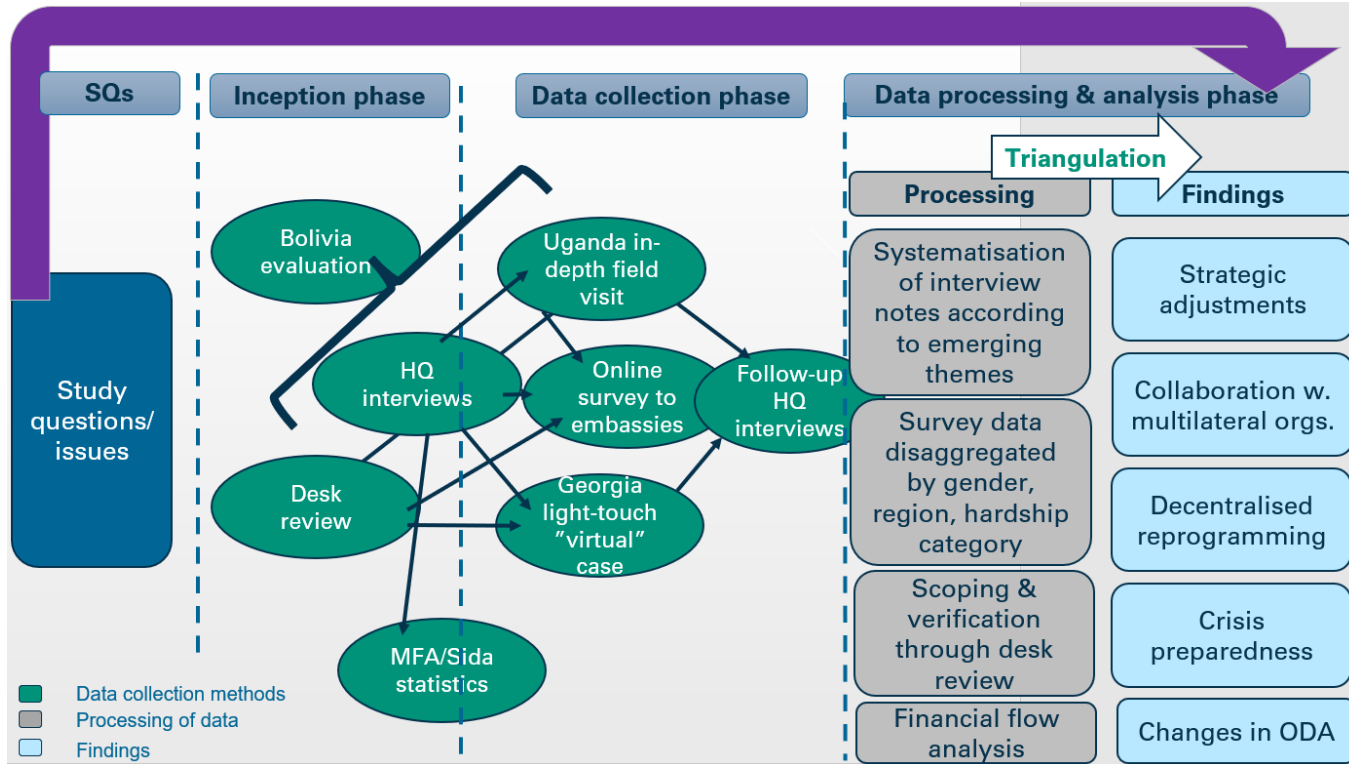 SQs
Inception phase
Data collection phase
Data processing & analysis phase
Triangulation
Processing
Findings
Study
questions/
issues
Bolivia
evaluation
HQ
interviews
Desk
review
MFA/Sida
statistics
Uganda in-
depth field
visit
Online
survey to
embassies
Georgia
light-touch
”virtual”
case
Follow-up
HQ
interviews
Systematisation
of interview
notes according
to emerging
themes
Survey data
disaggregated
by gender,
region, hardship
category
Scoping &
verification
through desk
review
Financial flow
analysis
Strategic
adjustments
Collaboration w.
multilateral orgs.
Decentralised
reprogramming
Crisis
preparedness
Changes in ODA
Data collection methods
Processing of data
Findings